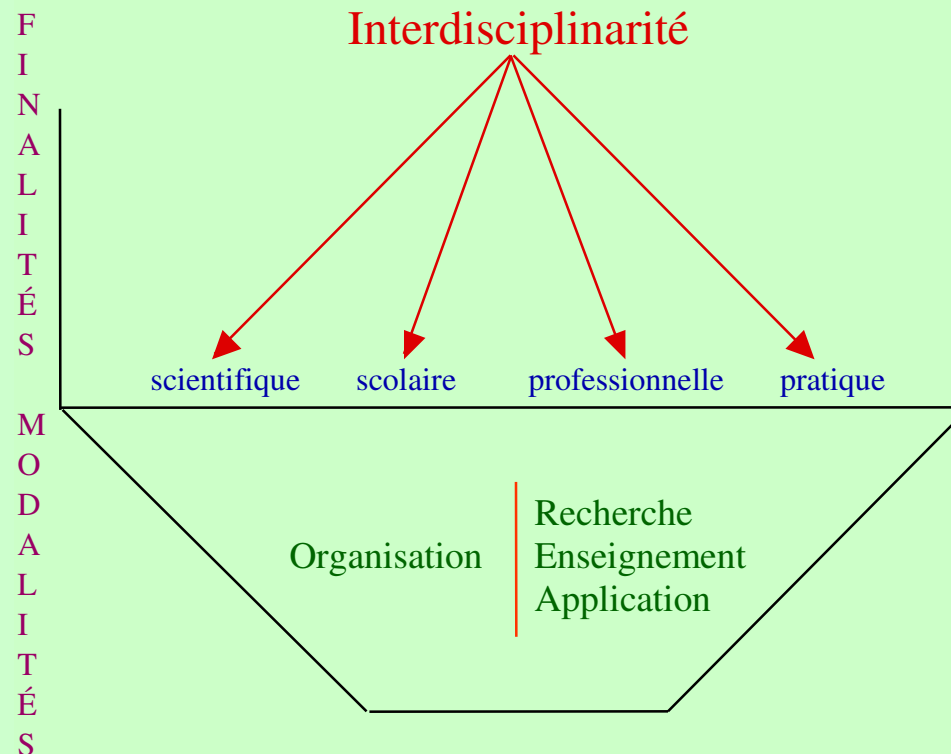 FINALITÉS
Interdisciplinarité
scientifique scolaire professionnelle pratique
MODALITÉS
Organisation
Recherche
Enseignement
Application